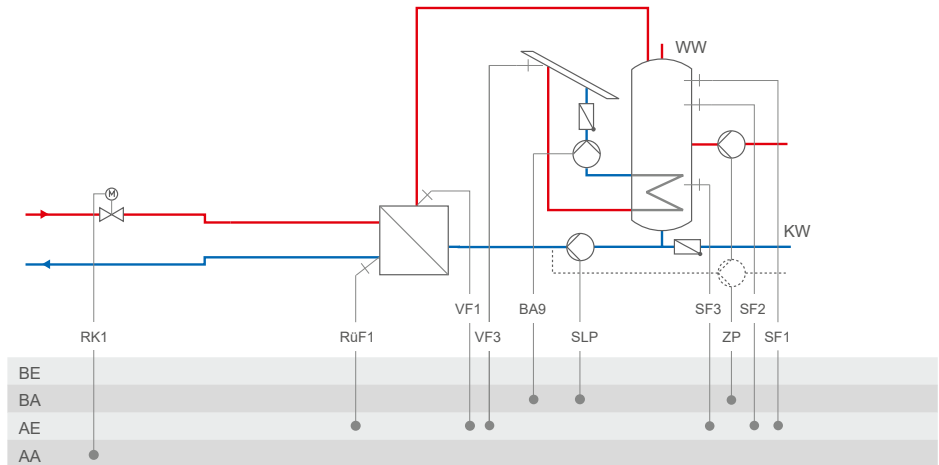 WW
M
KW
VF1 BA9 SF3 SF2
RK1 RüF1 VF3 SLP ZP SF1
BE
BA
AE
AA